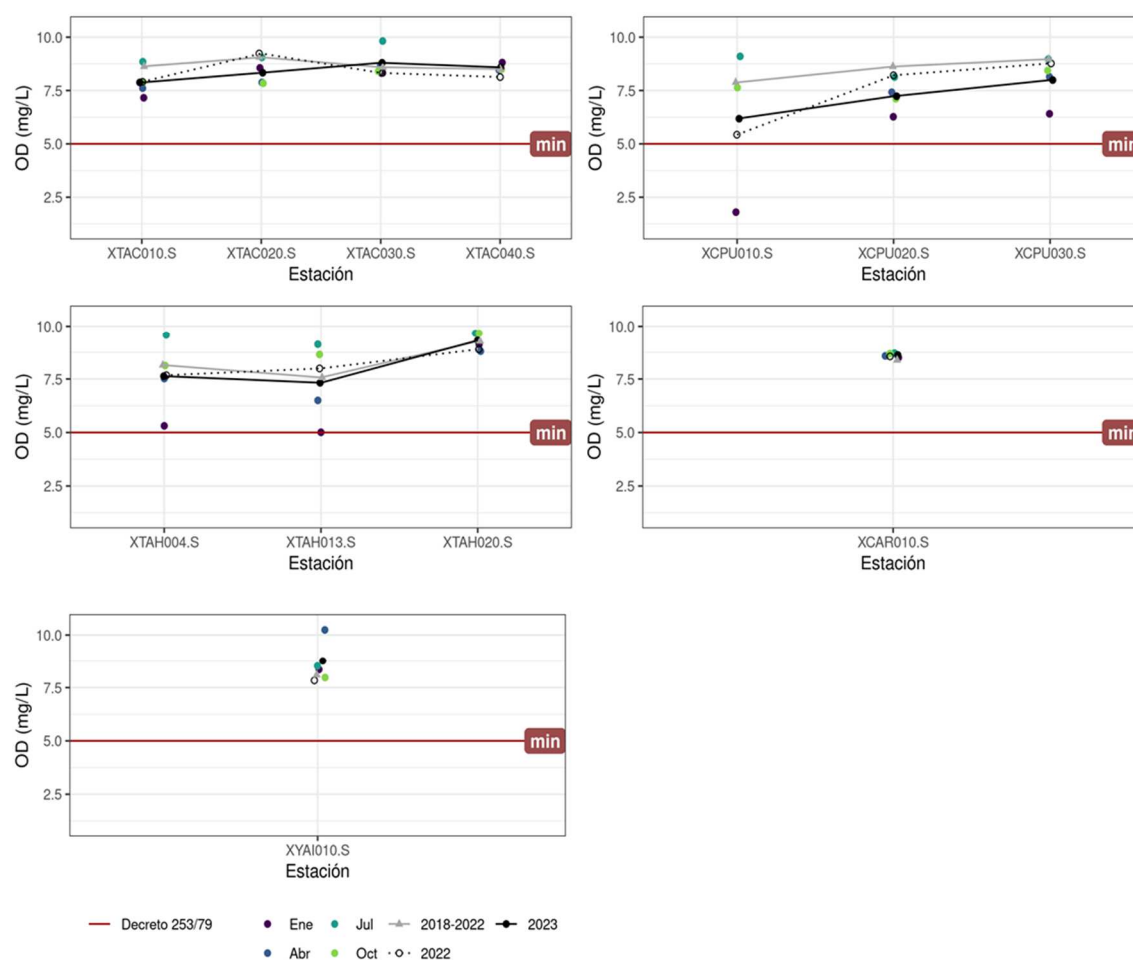 OD (mg/L)
10.0
7.5
5.0
2.5
min
XTAC010.S XTAC020.S XTAC030.S XTAC040.S
Estación
OD (mg/L)
10.0
7.5
5.0
2.5
min
XCPU010.S XCPU020.S XCPU030.S
Estación
OD (mg/L)
10.0
7.5
5.0
2.5
min
XTAH004.S XTAH013.S XTAH020.S
Estación
OD (mg/L)
10.0
7.5
5.0
2.5
min
XCAR010.S
Estación
OD (mg/L)
10.0
7.5
5.0
2.5
min
XYAI010.S
Estación
Decreto 253/79 Ene Jul 2018-2022 2023
Abr Oct 2022